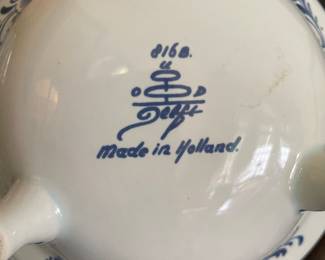 816B.
O D
Delft
Made in Holland.